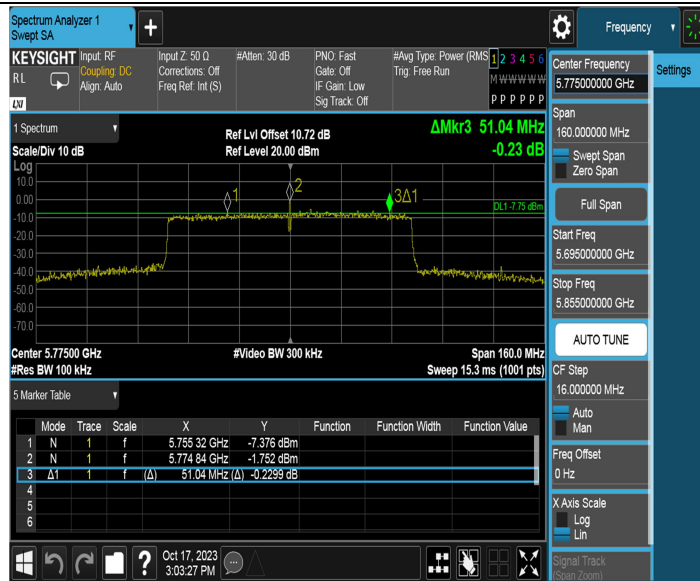 Spectrum Analyzer 1
Swept SA
Frequency
KEYSIGHT
RL
LXI
Input: RF
Coupling: DC
Align: Auto
Input Z: 50 Ω
Corrections: Off
Freq Ref: Int (S)
#Atten: 30 dB
PNO: Fast
Gate: Off
IF Gain: Low
Sig Track: Off
#Avg Type: Power (RMS
Trig: Free Run
1 2 3 4 5 6
M W W W W W
P P P P P P
Settings
Center Frequency
5.775000000 GHz
Span
160.000000 MHz
Swept Span
Zero Span
Full Span
Start Freq
5.695000000 GHz
Stop Freq
5.855000000 GHz
AUTO TUNE
CF Step
16.000000 MHz
Auto
Man
Freq Offset
0 Hz
X Axis Scale
Log
Lin
Signal Track
(Span Zoom)
1 Spectrum
Scale/Div 10 dB
Ref Lvl Offset 10.72 dB
Ref Level 20.00 dBm
ΔMkr3 51.04 MHz
-0.23 dB
Log
10.0
0.00
-10.0
-20.0
-30.0
-40.0
-50.0
-60.0
-70.0
1
2
3Δ1
DL1 -7.75 dBm
Center 5.77500 GHz
#Res BW 100 kHz
#Video BW 300 kHz
Span 160.0 MHz
Sweep 15.3 ms (1001 pts)
5 Marker Table
Mode Trace Scale X Y Function Function Width Function Value
1 N 1 f 5.755 32 GHz -7.376 dBm
2 N 1 f 5.774 84 GHz -1.752 dBm
3 Δ1 1 f (Δ) 51.04 MHz (Δ) -0.2299 dB
4
5
6
Oct 17, 2023
3:03:27 PM